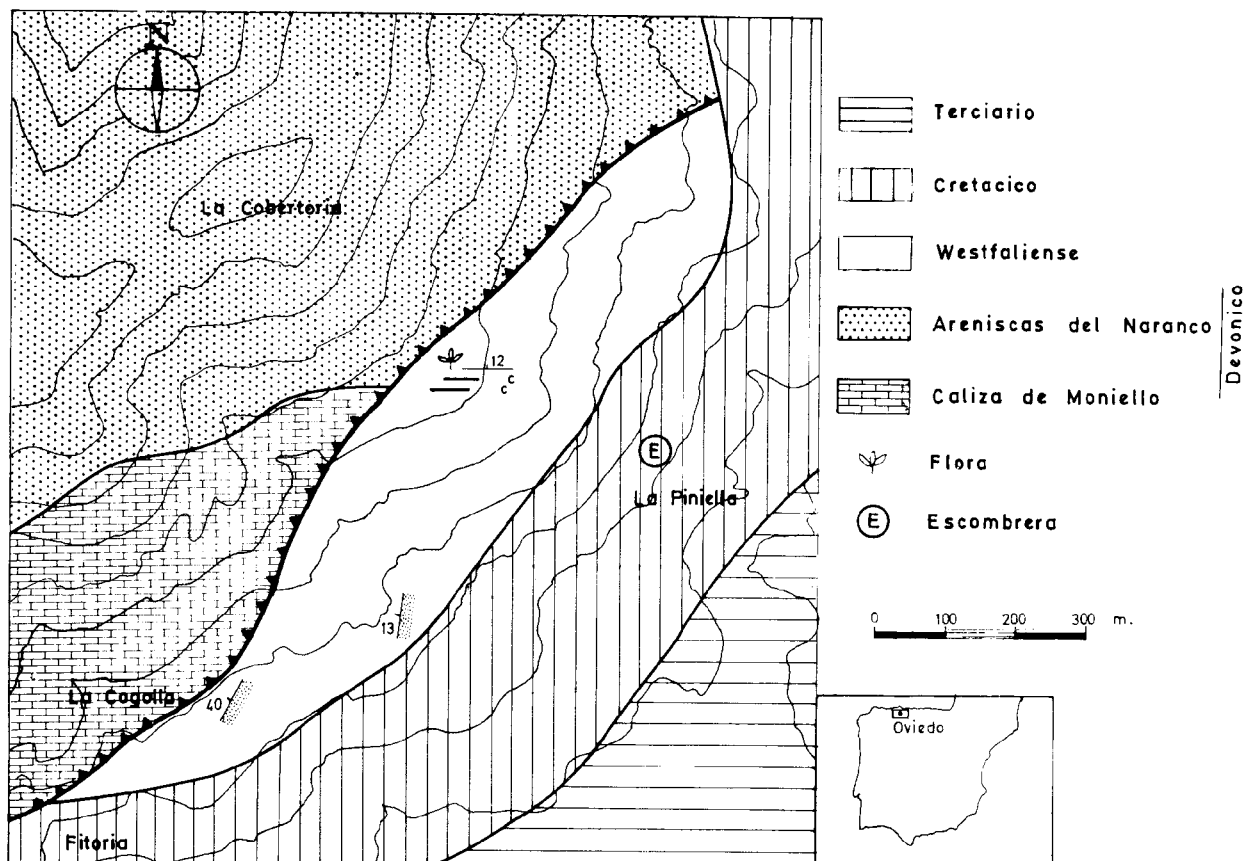 N
La Cobertoria
12
c
c
E
La Piniella
13
40
La Cogolla
Fitoria
Terciario
Cretacico
Westfaliense
Areniscas del Naranco
Caliza de Moniello
Devonico
Flora
E Escombrera
0 100 200 300 m.
Oviedo